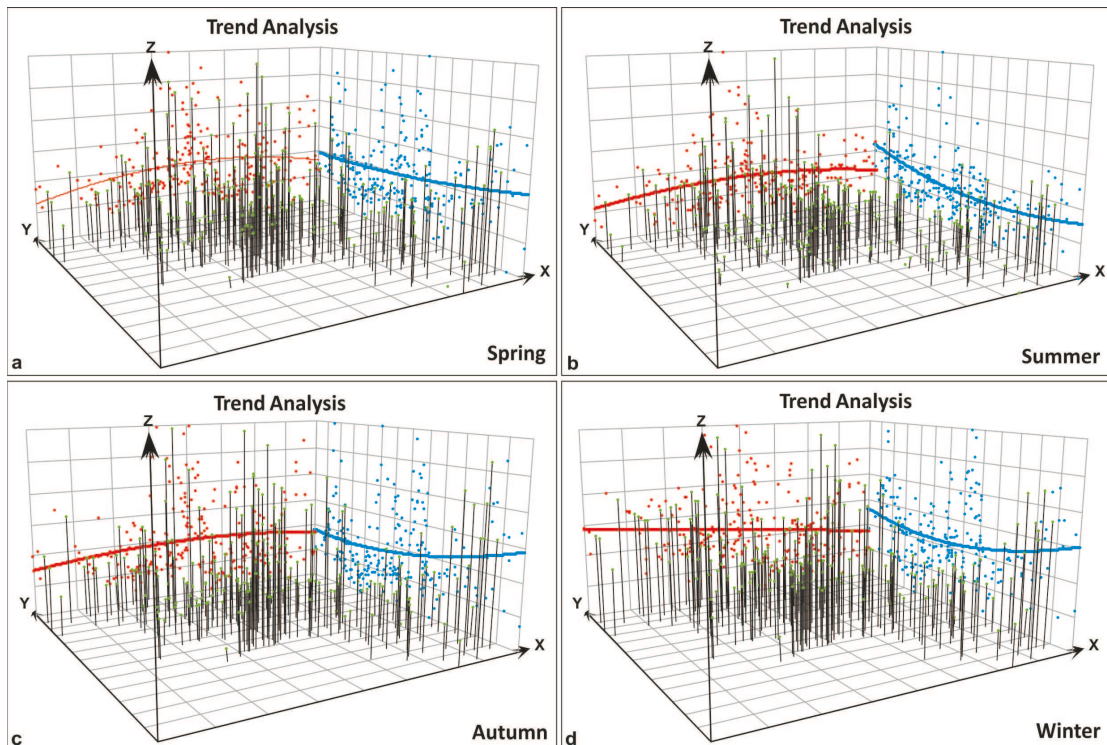 Trend Analysis
Z
Y
X
a
Spring
Trend Analysis
Z
Y
X
b
Summer
Trend Analysis
Z
Y
X
c
Autumn
Trend Analysis
Z
Y
X
d
Winter